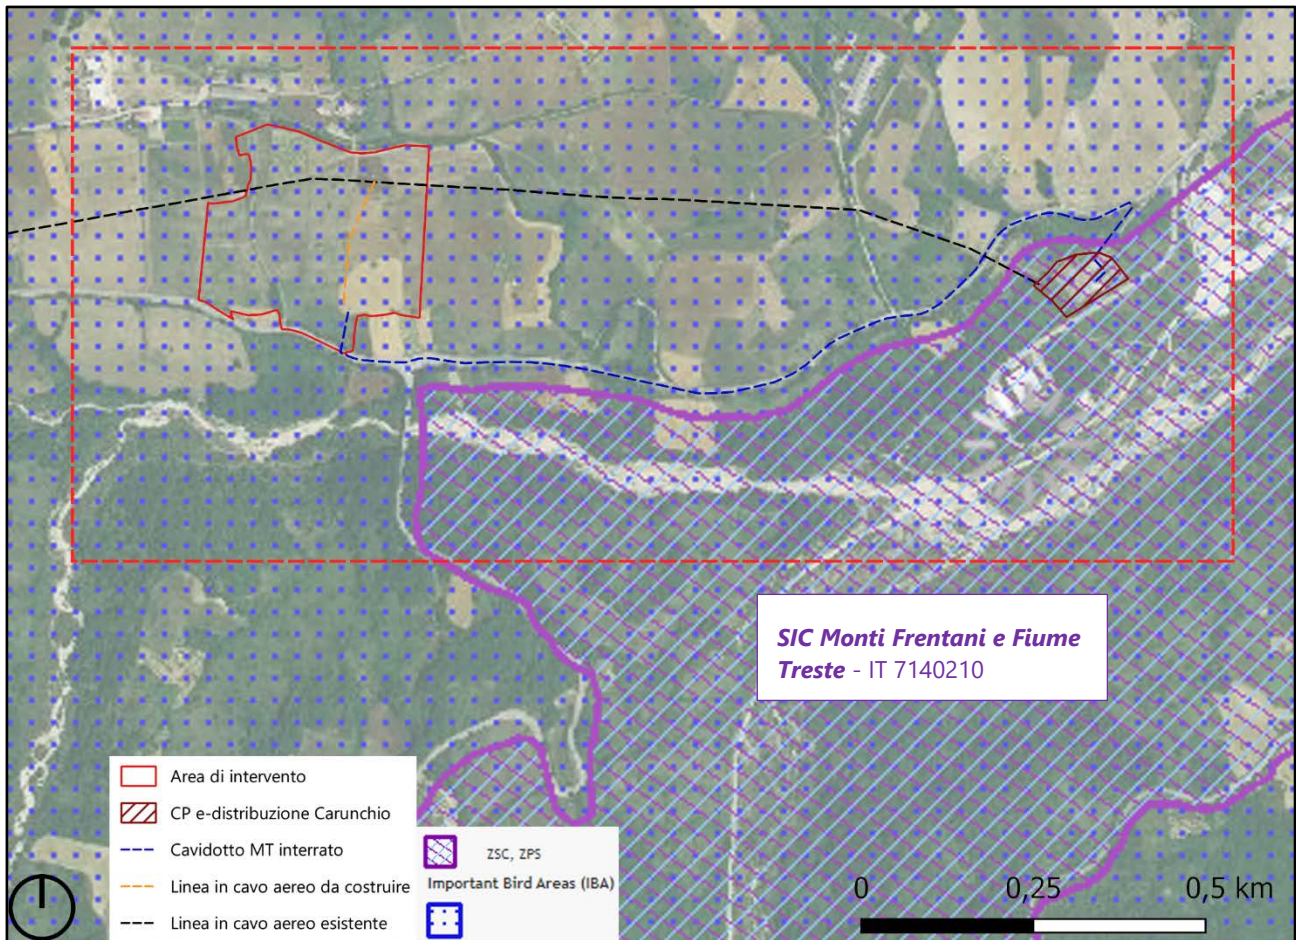 SIC Monti Frentani e Fiume
Treste - IT 7140210
Area di intervento
CP e-distribuzione Carunchio
Cavidotto MT interrato
Linea in cavo aereo da costruire
Linea in cavo aereo esistente
ZSC, ZPS
Important Bird Areas (IBA)
0 0,25 0,5 km